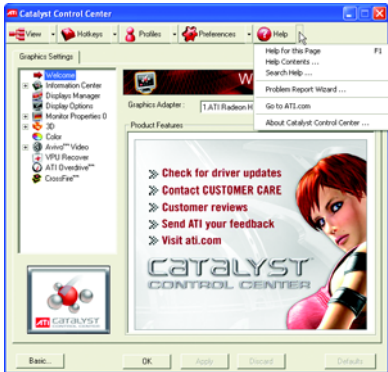 Catalyst Control Center
View Hotkeys Profiles Preferences Help
Help for this Page F1
Help Contents ...
Search Help ...
Problem Report Wizard ...
Go to ATI.com
About Catalyst Control Center ...
Graphics Settings
Welcome
Information Center
Displays Manager
Display Options
Monitor Properties 0
3D
Color
Avivo™ Video
VPU Recover
ATI Overdrive™
CrossFire™
W
Graphics Adapter: 1.ATI Radeon H
Product Features
Check for driver updates
Contact CUSTOMER CARE
Customer reviews
Send ATI your feedback
Visit ati.com
CATALYST
CONTROL CENTER
ATI CATALYST
CONTROL CENTER
Basic... OK Apply Discard Defaults